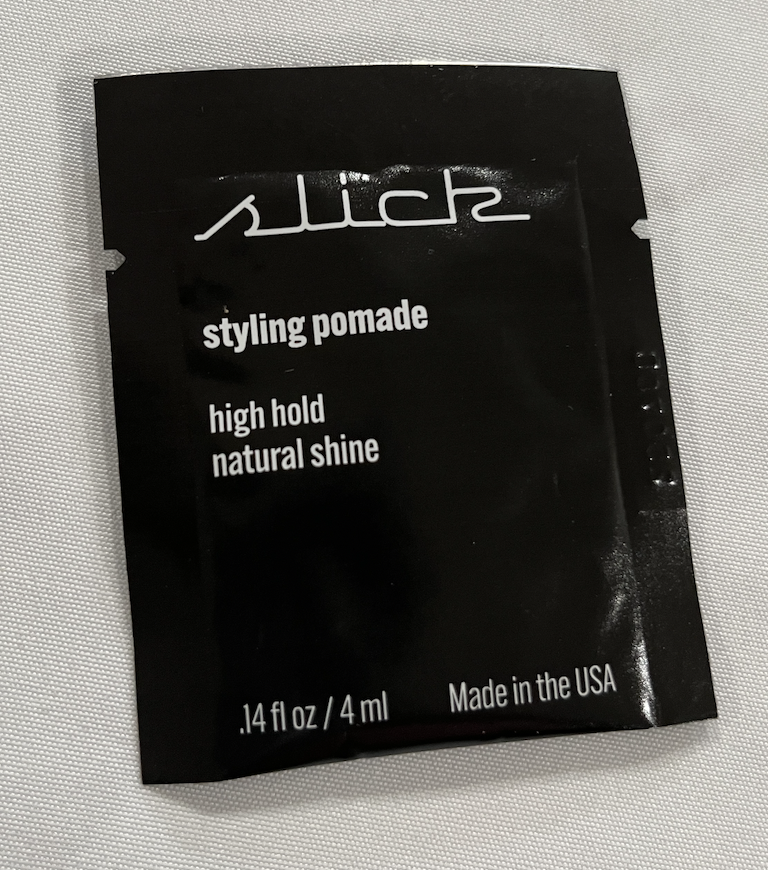 slick
styling pomade
high hold
natural shine
.14 fl oz / 4 ml
Made in the USA